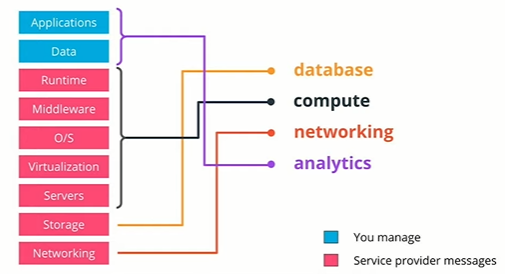 Applications
Data
Runtime
Middleware
O/S
Virtualization
Servers
Storage
Networking
database
compute
networking
analytics
You manage
Service provider messages